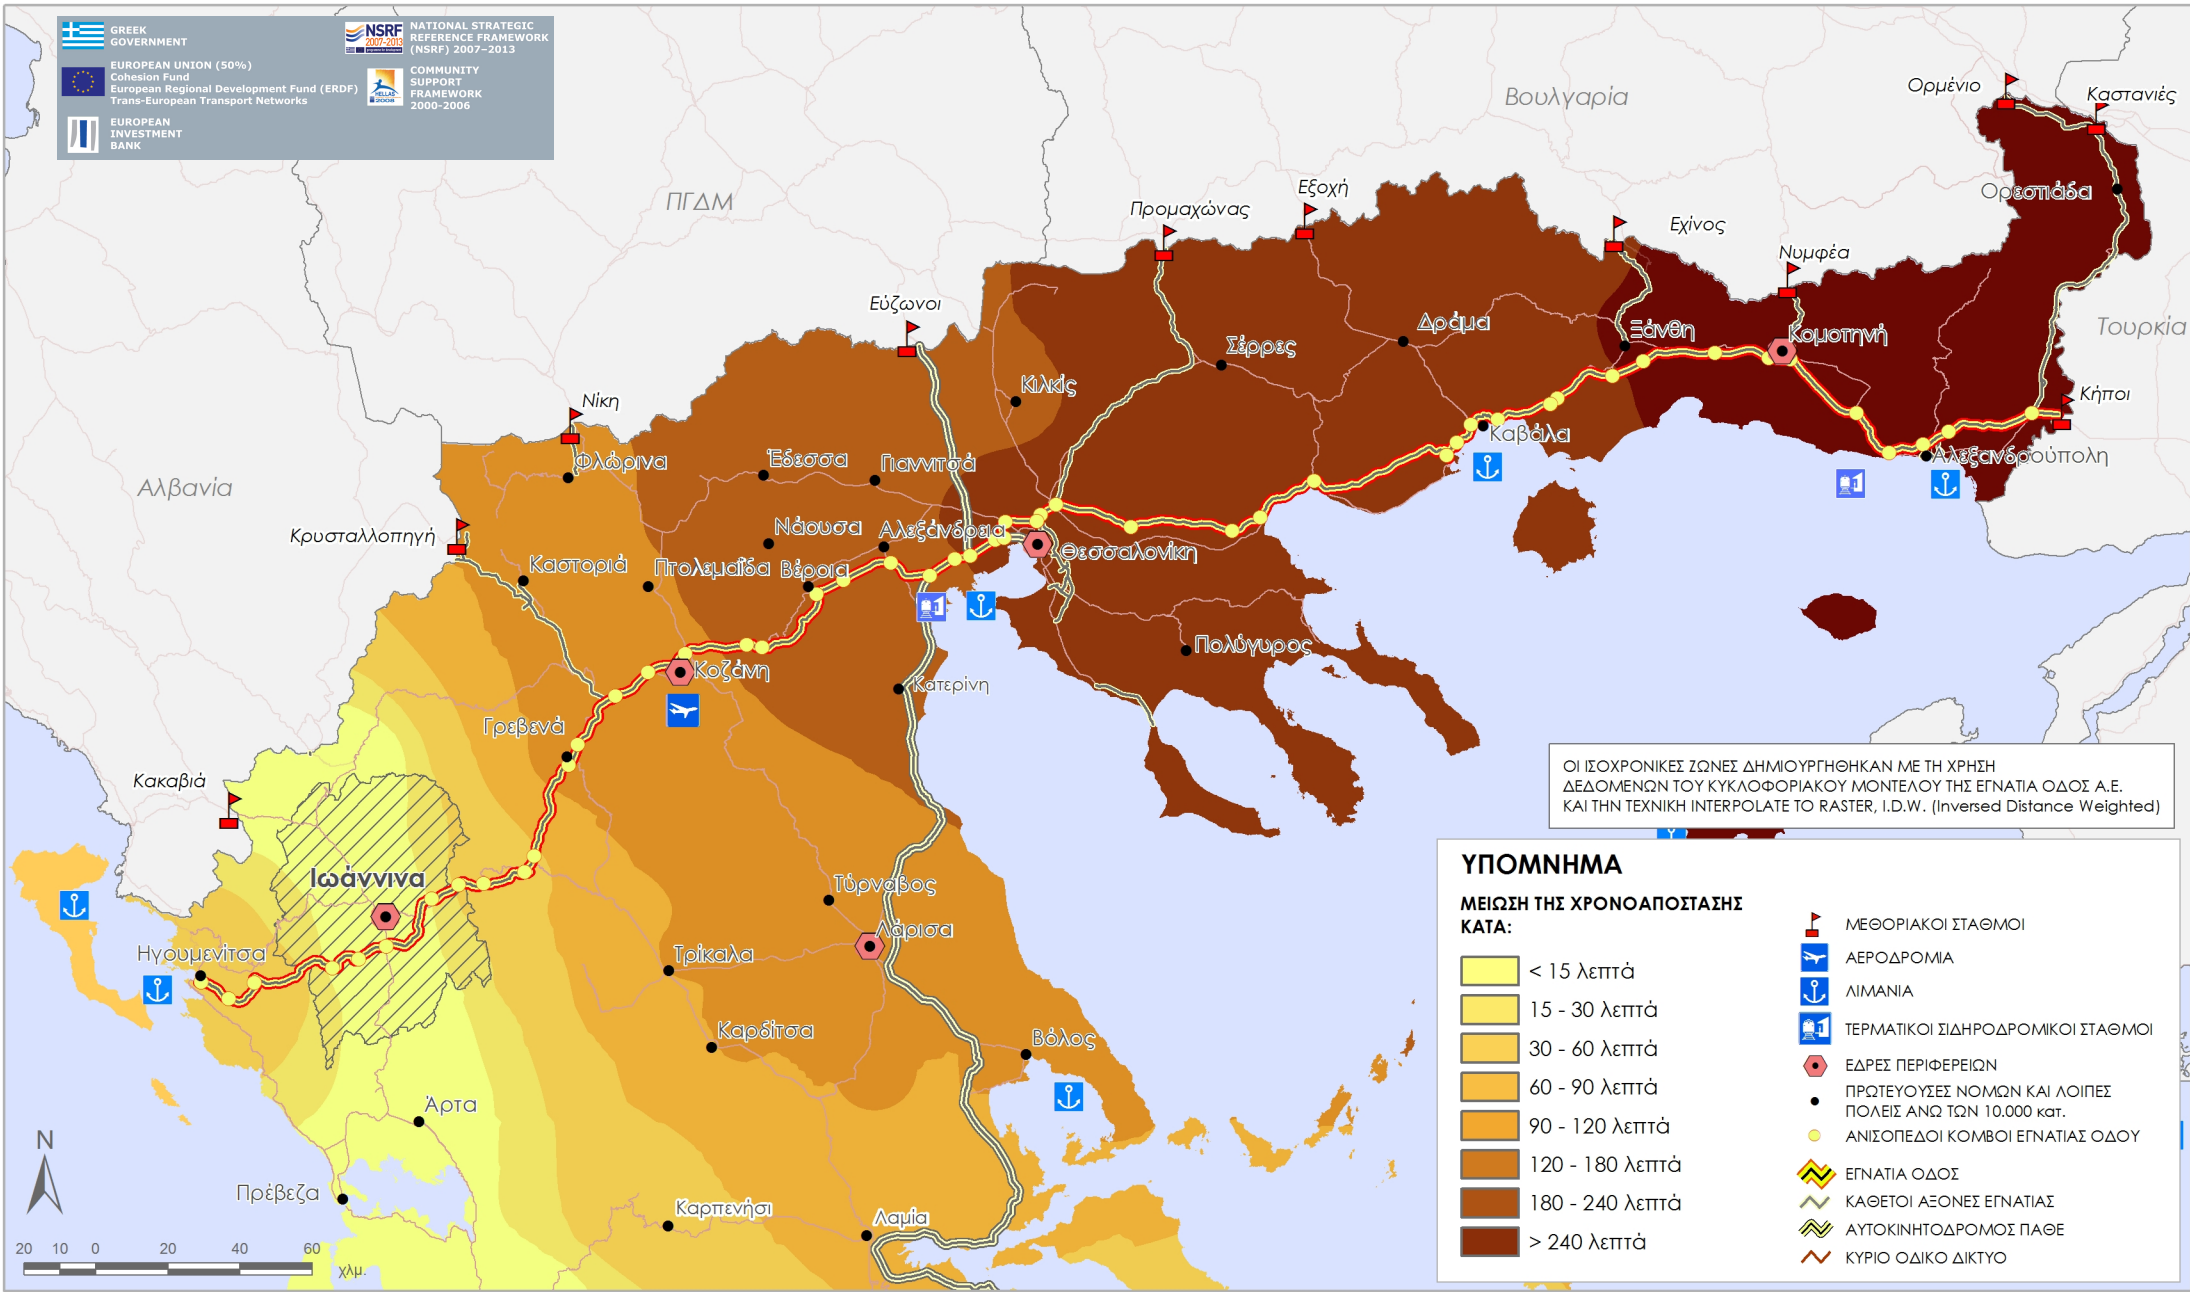 GREEK
GOVERNMENT
EUROPEAN UNION (50%)
Cohesion Fund
European Regional Development Fund (ERDF)
Trans-European Transport Networks
EUROPEAN
INVESTMENT
BANK
NSRF
2007-2013
NATIONAL STRATEGIC
REFERENCE FRAMEWORK
(NSRF) 2007–2013
HELLAS
2008
COMMUNITY
SUPPORT
FRAMEWORK
2000-2006
Βουλγαρία
Ορμένιο
Καστανιές
ΠΓΔΜ
Ορεστιάδα
Εξοχή
Προμαχώνας
Εχίνος
Νυμφέα
Εύζωνοι
Τουρκία
Δράμα
Ξάνθη
Κομοτηνή
Σέρρες
Κιλκίς
Νίκη
Κήποι
Καβάλα
Αλεξανδρούπολη
Φλώρινα
Έδεσσα
Γιαννιτσά
Αλβανία
Κρυσταλλοπηγή
Νάουσα
Αλεξάνδρεια
Θεσσαλονίκη
Καστοριά
Πτολεμαΐδα
Βέροια
Πολύγυρος
Κοζάνη
Κατερίνη
Γρεβενά
Κακαβιά
Ιωάννινα
Τύρναβος
Λάρισα
Ηγουμενίτσα
Τρίκαλα
Καρδίτσα
Βόλος
Άρτα
Πρέβεζα
Καρπενήσι
Λαμία
N
20 10 0 20 40 60
χλμ.
ΟΙ ΙΣΟΧΡΟΝΙΚΕΣ ΖΩΝΕΣ ΔΗΜΙΟΥΡΓΗΘΗΚΑΝ ΜΕ ΤΗ ΧΡΗΣΗ
ΔΕΔΟΜΕΝΩΝ ΤΟΥ ΚΥΚΛΟΦΟΡΙΑΚΟΥ ΜΟΝΤΕΛΟΥ ΤΗΣ ΕΓΝΑΤΙΑ ΟΔΟΣ Α.Ε.
ΚΑΙ ΤΗΝ ΤΕΧΝΙΚΗ INTERPOLATE TO RASTER, I.D.W. (Inversed Distance Weighted)
ΥΠΟΜΝΗΜΑ
ΜΕΙΩΣΗ ΤΗΣ ΧΡΟΝΟΑΠΟΣΤΑΣΗΣ
ΚΑΤΑ:
< 15 λεπτά
15 - 30 λεπτά
30 - 60 λεπτά
60 - 90 λεπτά
90 - 120 λεπτά
120 - 180 λεπτά
180 - 240 λεπτά
> 240 λεπτά
ΜΕΘΟΡΙΑΚΟΙ ΣΤΑΘΜΟΙ
ΑΕΡΟΔΡΟΜΙΑ
ΛΙΜΑΝΙΑ
ΤΕΡΜΑΤΙΚΟΙ ΣΙΔΗΡΟΔΡΟΜΙΚΟΙ ΣΤΑΘΜΟΙ
ΕΔΡΕΣ ΠΕΡΙΦΕΡΕΙΩΝ
ΠΡΩΤΕΥΟΥΣΕΣ ΝΟΜΩΝ ΚΑΙ ΛΟΙΠΕΣ
ΠΟΛΕΙΣ ΑΝΩ ΤΩΝ 10.000 κατ.
ΑΝΙΣΟΠΕΔΟΙ ΚΟΜΒΟΙ ΕΓΝΑΤΙΑΣ ΟΔΟΥ
ΕΓΝΑΤΙΑ ΟΔΟΣ
ΚΑΘΕΤΟΙ ΑΞΟΝΕΣ ΕΓΝΑΤΙΑΣ
ΑΥΤΟΚΙΝΗΤΟΔΡΟΜΟΣ ΠΑΘΕ
ΚΥΡΙΟ ΟΔΙΚΟ ΔΙΚΤΥΟ